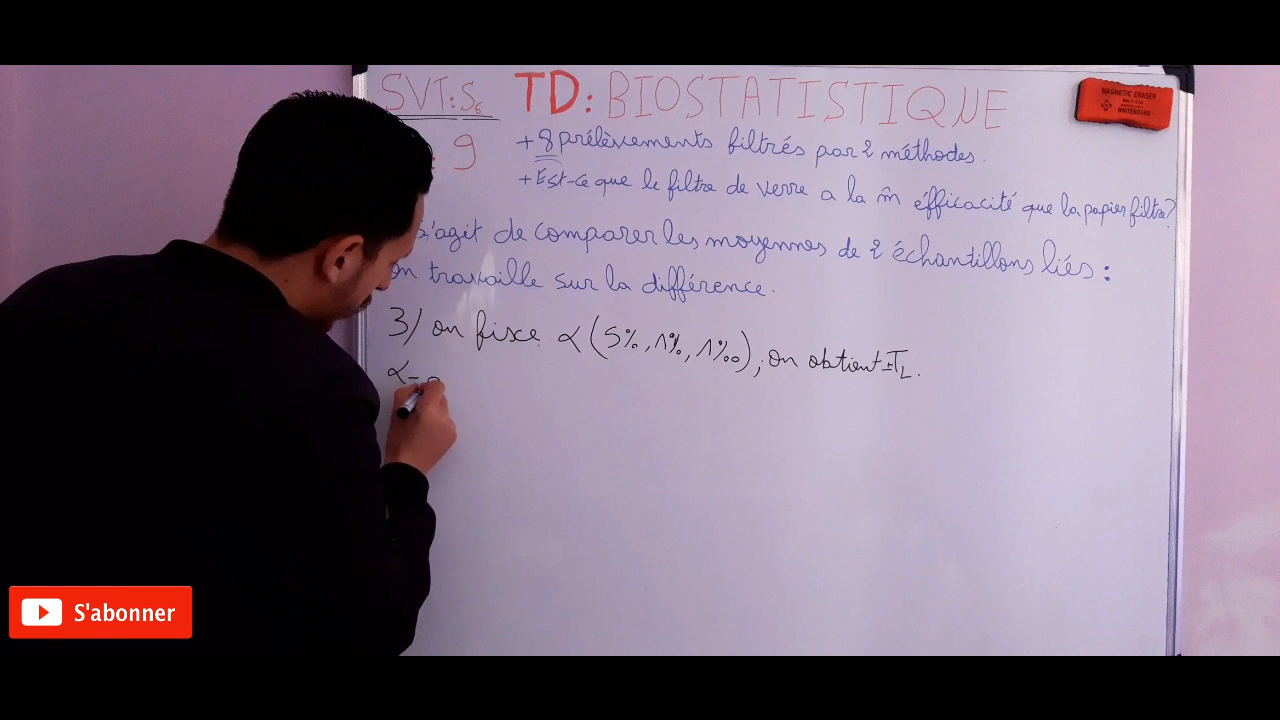 SVT: S6 TD: BIOSTATISTIQUE
: 9
+ 8 prélèvements filtrés par 2 méthodes.
+ Est-ce que le filtre de verre a la m̂ éfficacité que la papier filtre?
s'agit de comparer les moyennes de 2 échantillons liés :
on travaille sur la différence.
3) on fixe α (5%, 1%, 1‰), on obtient ±TL.
α =
MAGNETIC ERASER
WHITEBOARD
S'abonner